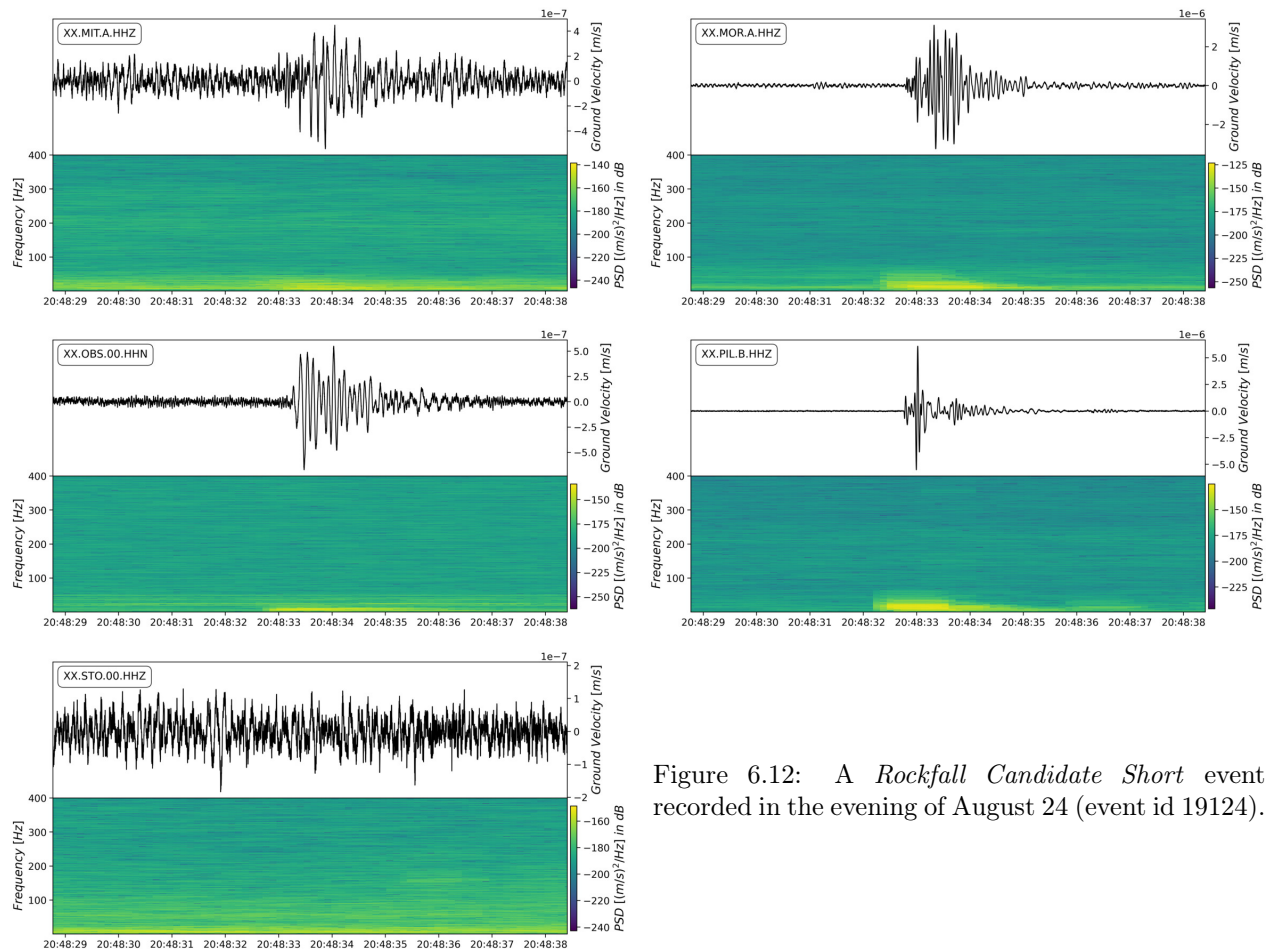 1e−7
XX.MIT.A.HHZ
4
2
0
−2
−4
Ground Velocity [m/s]
400
300
200
100
Frequency [Hz]
−140
−160
−180
−200
−220
−240
PSD [(m/s)²/Hz] in dB
20:48:29 20:48:30 20:48:31 20:48:32 20:48:33 20:48:34 20:48:35 20:48:36 20:48:37 20:48:38
1e−6
XX.MOR.A.HHZ
2
0
−2
Ground Velocity [m/s]
400
300
200
100
Frequency [Hz]
−125
−150
−175
−200
−225
−250
PSD [(m/s)²/Hz] in dB
20:48:29 20:48:30 20:48:31 20:48:32 20:48:33 20:48:34 20:48:35 20:48:36 20:48:37 20:48:38
1e−7
XX.OBS.00.HHN
5.0
2.5
0.0
−2.5
−5.0
Ground Velocity [m/s]
400
300
200
100
Frequency [Hz]
−150
−175
−200
−225
−250
PSD [(m/s)²/Hz] in dB
20:48:29 20:48:30 20:48:31 20:48:32 20:48:33 20:48:34 20:48:35 20:48:36 20:48:37 20:48:38
1e−6
XX.PIL.B.HHZ
5.0
2.5
0.0
−2.5
−5.0
Ground Velocity [m/s]
400
300
200
100
Frequency [Hz]
−150
−175
−200
−225
PSD [(m/s)²/Hz] in dB
20:48:29 20:48:30 20:48:31 20:48:32 20:48:33 20:48:34 20:48:35 20:48:36 20:48:37 20:48:38
1e−7
XX.STO.00.HHZ
2
1
0
−1
−2
Ground Velocity [m/s]
400
300
200
100
Frequency [Hz]
−160
−180
−200
−220
−240
PSD [(m/s)²/Hz] in dB
20:48:29 20:48:30 20:48:31 20:48:32 20:48:33 20:48:34 20:48:35 20:48:36 20:48:37 20:48:38
Figure 6.12: A Rockfall Candidate Short event
recorded in the evening of August 24 (event id 19124).